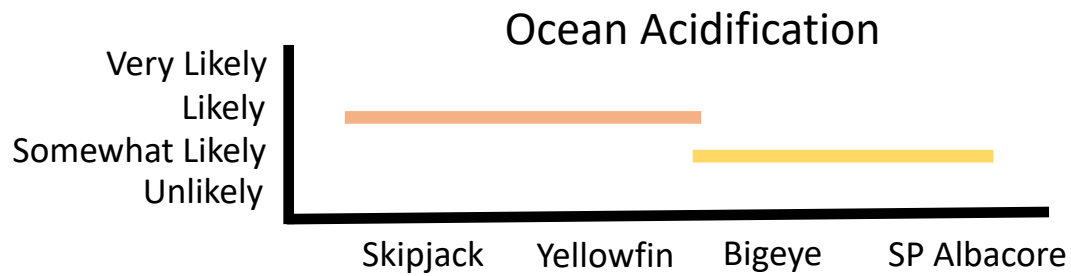 Ocean Acidification
Very Likely
Likely
Somewhat Likely
Unlikely
Skipjack Yellowfin Bigeye SP Albacore